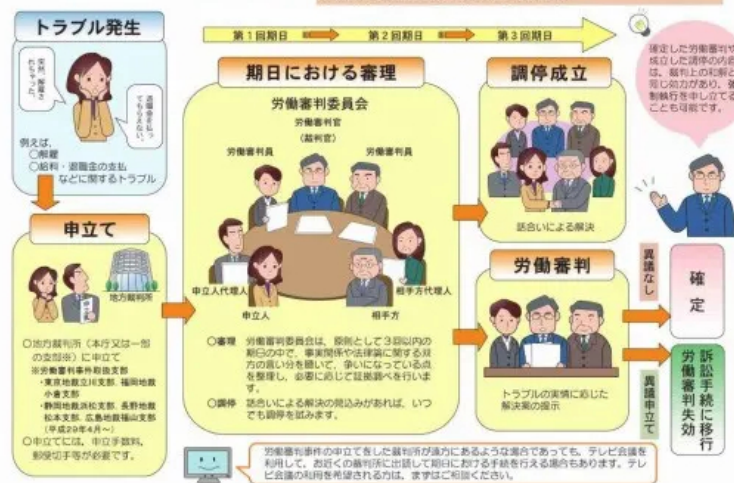 トラブル発生
突然、解雇さ
れちゃった。
退職金を払っ
てもらえない。
例えば、
○解雇
○給料・退職金の支払
などに関するトラブル
申立て
地方裁判所
○地方裁判所（本庁又は一部
の支部※）に申立て
※労働審判事件取扱支部
・東京地裁立川支部、福岡地裁
小倉支部
・静岡地裁浜松支部、長野地裁
松本支部、広島地裁福山支部
（平成29年4月～）
○申立てには、申立手数料、
郵便切手等が必要です。
第１回期日
第２回期日
第３回期日
期日における審理
労働審判委員会
労働審判官
（裁判官）
労働審判員
労働審判員
申立人代理人
相手方代理人
申立人
相手方
○審理 労働審判委員会は、原則として３回以内の
期日の中で、事実関係や法律論に関する双
方の言い分を聴いて、争いになっている点
を整理し、必要に応じて証拠調べを行いま
す。
○調停 話合いによる解決の見込みがあれば、いつ
でも調停を試みます。
調停成立
話合いによる解決
労働審判
トラブルの実情に応じた
解決案の提示
確定した労働審判や
成立した調停の内容
は、裁判上の和解と
同じ効力があり、強
制執行を申し立てる
ことも可能です。
異議なし
確定
異議申立て
訴訟手続に移行
労働審判失効
労働審判事件の申立てをした裁判所が遠方にあるような場合であっても、テレビ会議を
利用して、お近くの裁判所に出頭して期日における手続を行える場合もあります。テレ
ビ会議の利用を希望される方は、まずはご相談ください。